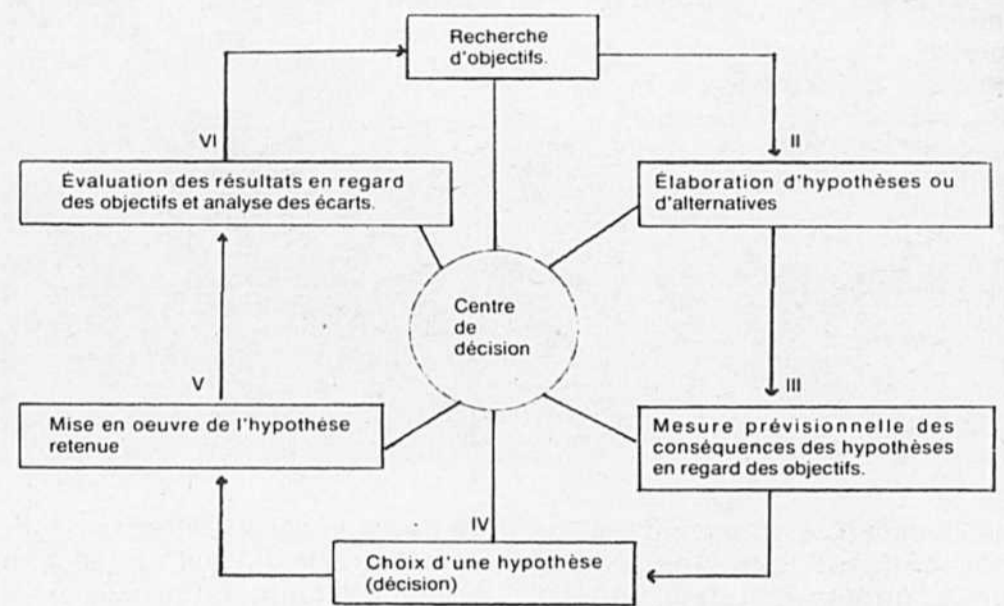 Recherche
d'objectifs.
II
Élaboration d'hypothèses ou
d'alternatives
III
Mesure prévisionnelle des
conséquences des hypothèses
en regard des objectifs.
IV
Choix d'une hypothèse
(décision)
V
Mise en oeuvre de l'hypothèse
retenue
VI
Évaluation des résultats en regard
des objectifs et analyse des écarts.
Centre
de
décision